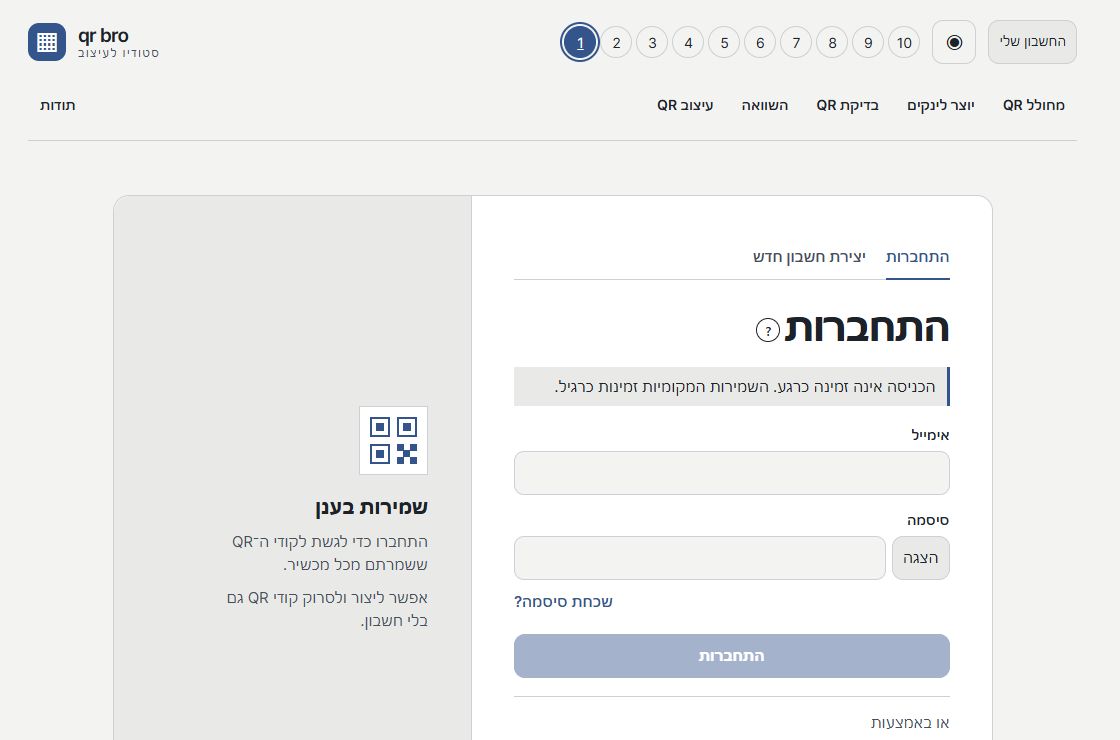 qr bro
סטודיו לעיצוב
1 2 3 4 5 6 7 8 9 10
החשבון שלי
מחולל QR
יוצר לינקים
בדיקת QR
השוואה
עיצוב QR
תודות
התחברות
יצירת חשבון חדש
התחברות ?
הכניסה אינה זמינה כרגע. השמירות המקומיות זמינות כרגיל.
אימייל
סיסמה
הצגה
שכחת סיסמה?
התחברות
או באמצעות
שמירות בענן
התחברו כדי לגשת לקודי ה־QR
ששמרתם מכל מכשיר.
אפשר ליצור ולסרוק קודי QR גם
בלי חשבון.